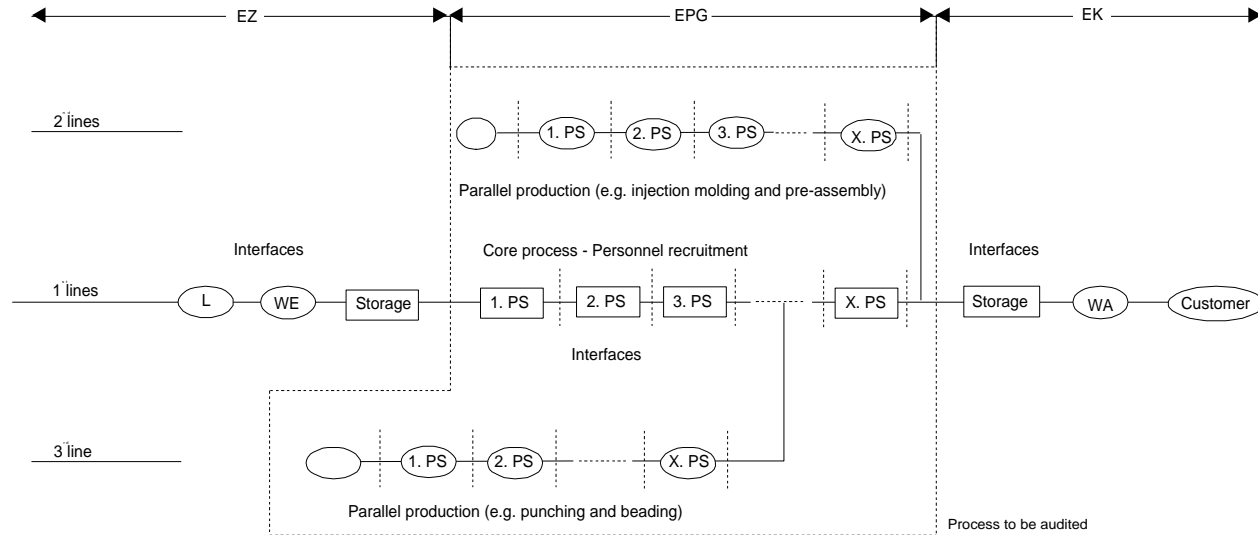 EZ EPG EK
2 lines
1. PS 2. PS 3. PS X. PS
Parallel production (e.g. injection molding and pre-assembly)
Interfaces Core process - Personnel recruitment Interfaces
1 lines L WE Storage 1. PS 2. PS 3. PS X. PS Storage WA Customer
Interfaces
3 line
1. PS 2. PS X. PS
Parallel production (e.g. punching and beading)
Process to be audited